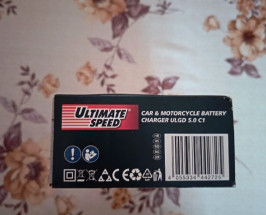 ULTIMATE
SPEED
CAR & MOTORCYCLE BATTERY
CHARGER ULGD 5.0 C1